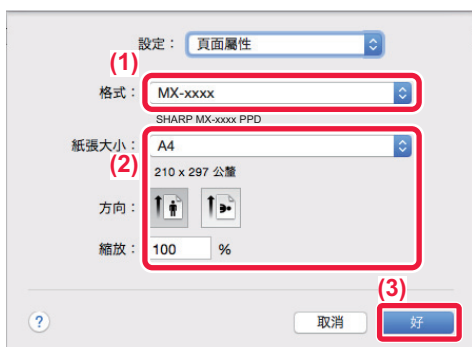 設定： 頁面屬性
(1)
格式： MX-xxxx
SHARP MX-xxxx PPD
紙張大小： A4
(2)
210 x 297 公釐
方向：
縮放： 100 %
(3)
? 取消 好